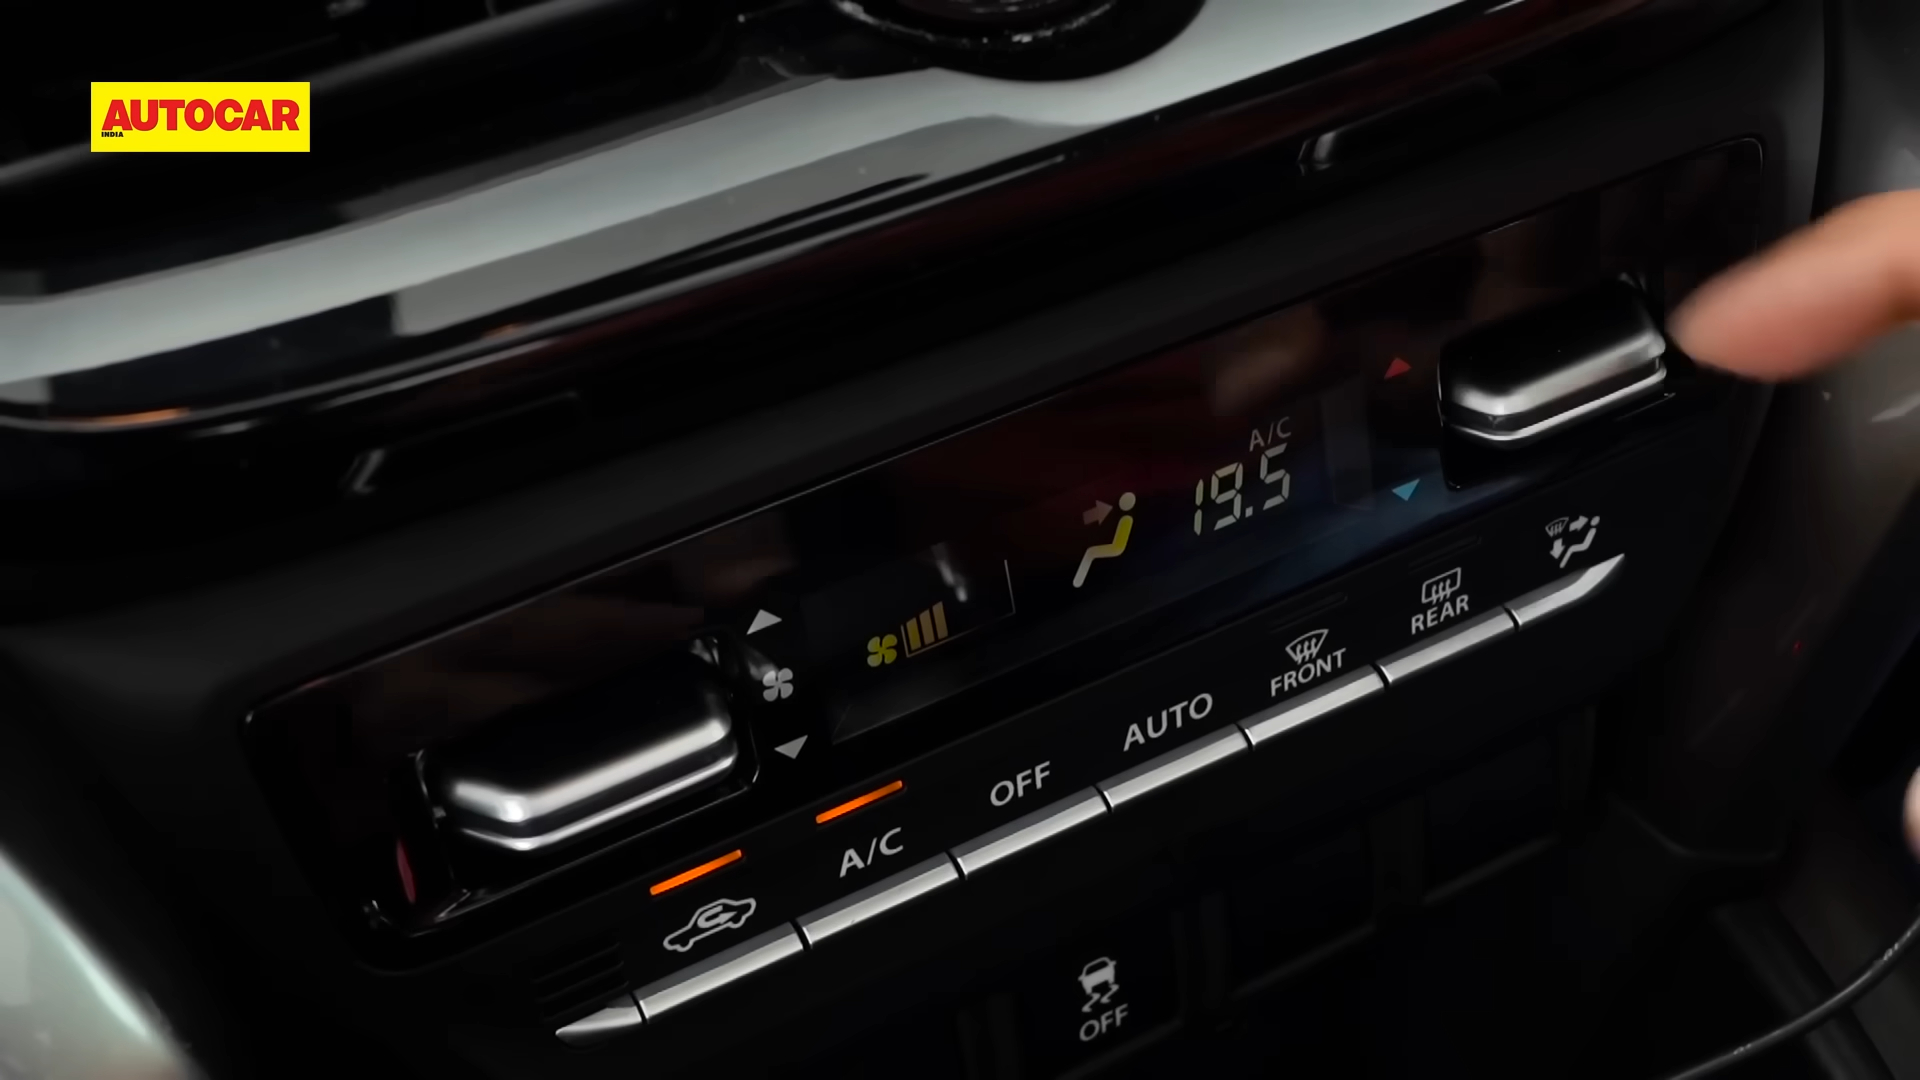 AUTOCAR
INDIA
A/C
19.5
REAR
FRONT
AUTO
OFF
A/C
OFF